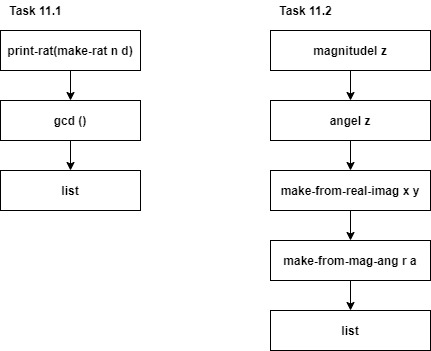 Task 11.1
print-rat(make-rat n d)
gcd ()
list
Task 11.2
magnitudel z
angel z
make-from-real-imag x y
make-from-mag-ang r a
list